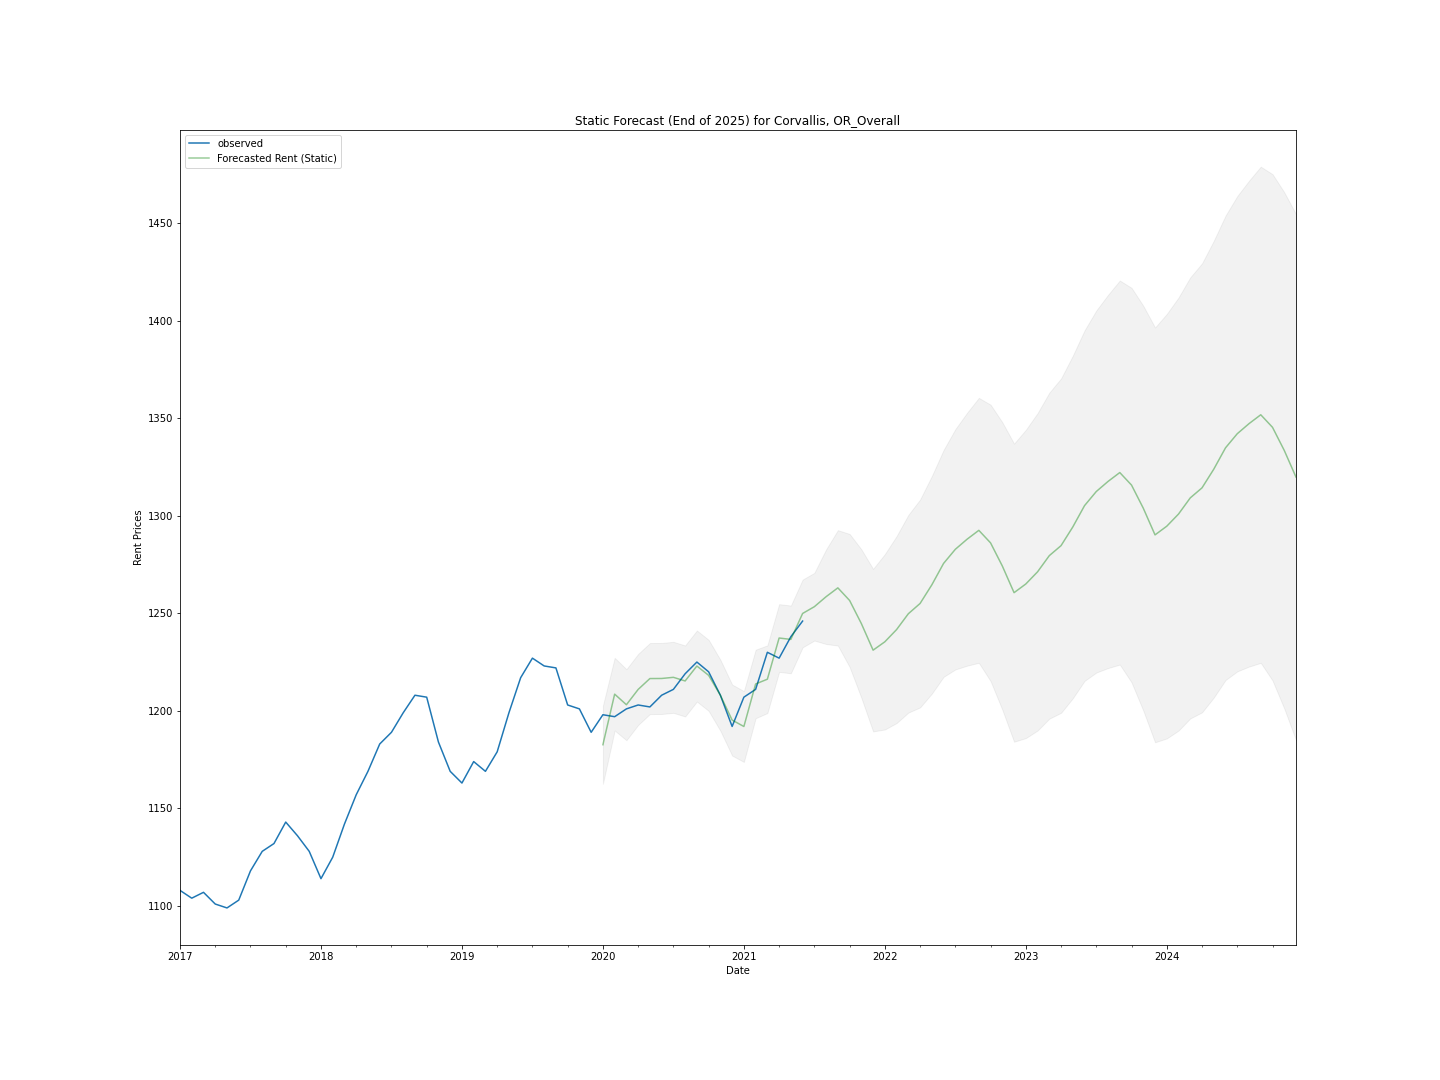 Static Forecast (End of 2025) for Corvallis, OR_Overall
observed
Forecasted Rent (Static)
1450
1400
1350
1300
1250
1200
1150
1100
Rent Prices
2017 2018 2019 2020 2021 2022 2023 2024
Date